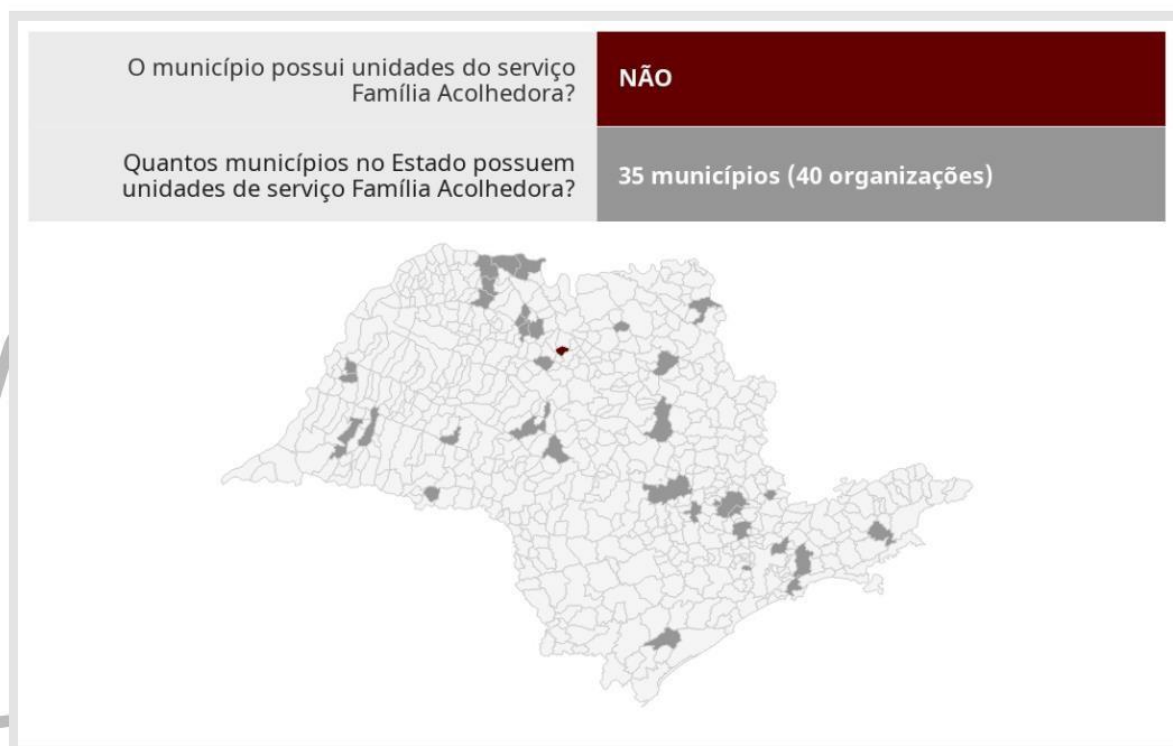 O município possui unidades do serviço
Família Acolhedora?
NÃO
Quantos municípios no Estado possuem
unidades de serviço Família Acolhedora?
35 municípios (40 organizações)